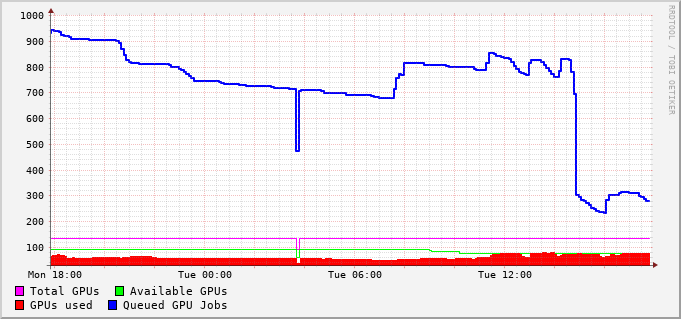 1000
900
800
700
600
500
400
300
200
100
Mon 18:00 Tue 00:00 Tue 06:00 Tue 12:00
Total GPUs Available GPUs
GPUs used Queued GPU Jobs
RRDTOOL / TOBI OETIKER